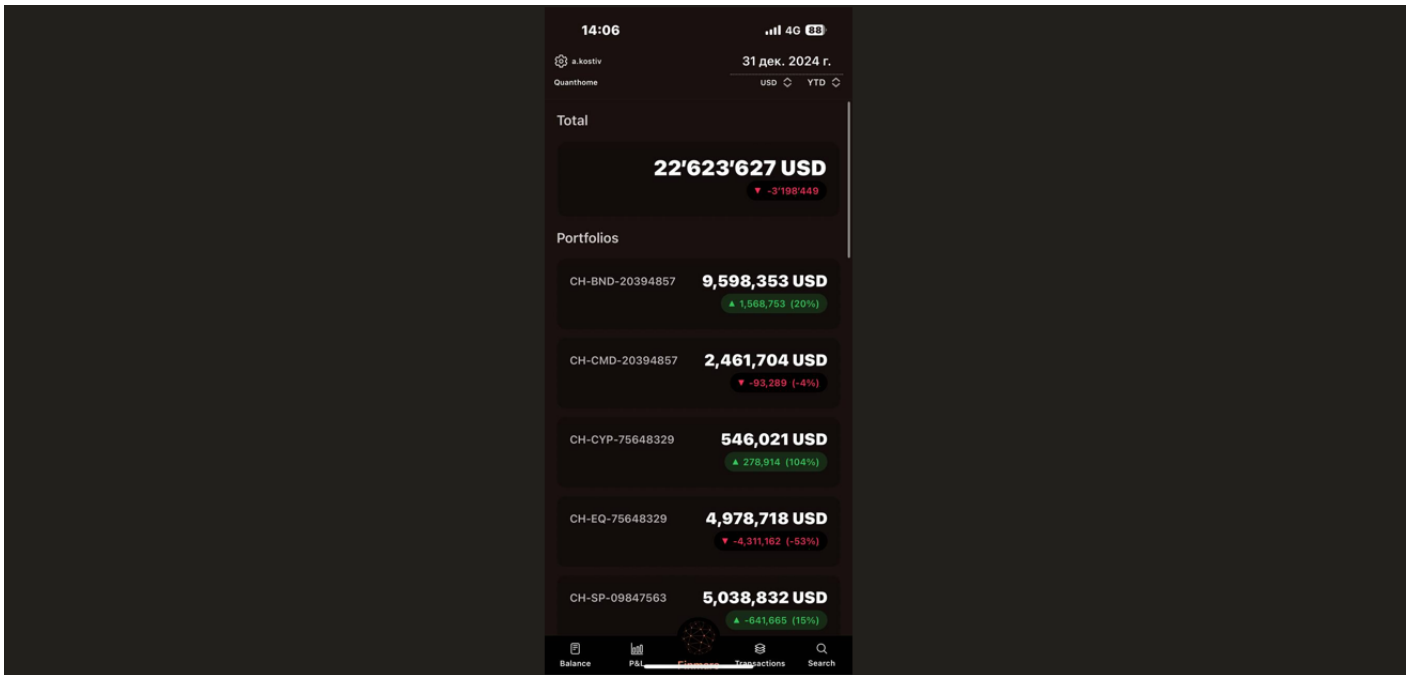 14:06 4G 88
a.kostiv 31 дек. 2024 г.
Quanthome USD YTD
Total
22'623'627 USD
▼ -3'198'449
Portfolios
CH-BND-20394857 9,598,353 USD
▲ 1,568,753 (20%)
CH-CMD-20394857 2,461,704 USD
▼ -93,289 (-4%)
CH-CYP-75648329 546,021 USD
▲ 278,914 (104%)
CH-EQ-75648329 4,978,718 USD
▼ -4,311,162 (-53%)
CH-SP-09847563 5,038,832 USD
▲ -641,665 (15%)
Balance P&L Transactions Search